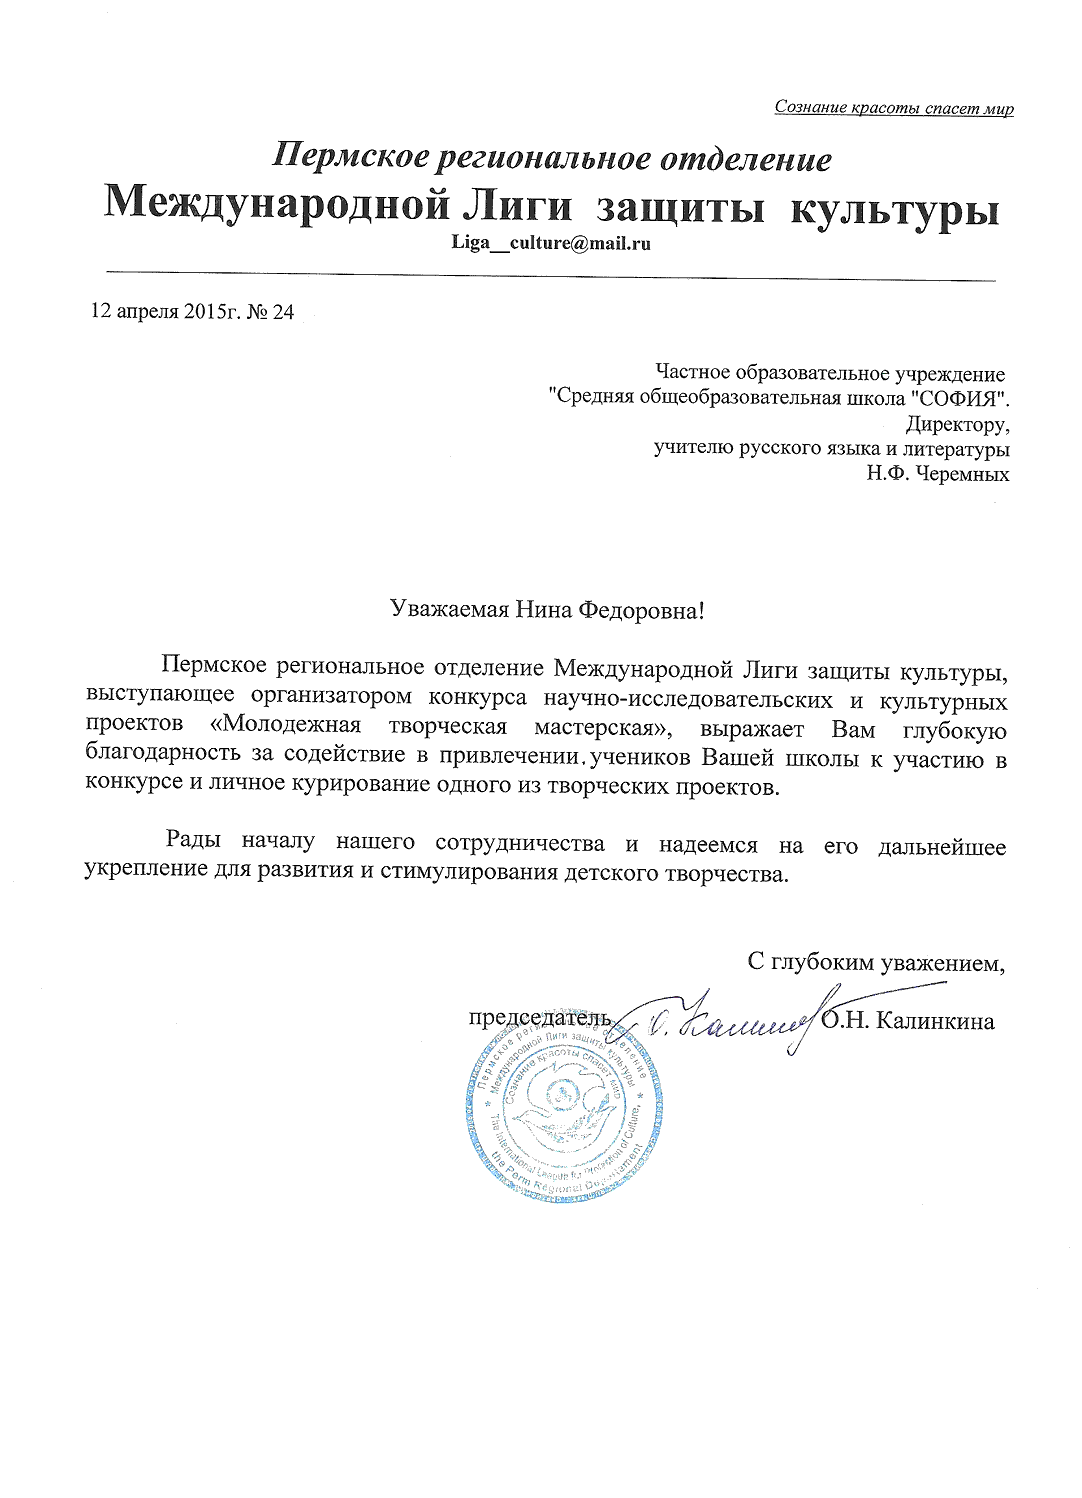 Сознание красоты спасет мир
Пермское региональное отделение
Международной Лиги защиты культуры
Liga__culture@mail.ru
12 апреля 2015г. № 24
Частное образовательное учреждение
"Средняя общеобразовательная школа "СОФИЯ".
Директору,
учителю русского языка и литературы
Н.Ф. Черемных
Уважаемая Нина Федоровна!
Пермское региональное отделение Международной Лиги защиты культуры,
выступающее организатором конкурса научно-исследовательских и культурных
проектов «Молодежная творческая мастерская», выражает Вам глубокую
благодарность за содействие в привлечении учеников Вашей школы к участию в
конкурсе и личное курирование одного из творческих проектов.
Рады началу нашего сотрудничества и надеемся на его дальнейшее
укрепление для развития и стимулирования детского творчества.
С глубоким уважением,
председатель О.Н. Калинкина
Пермское региональное отделение
Международной Лиги защиты культуры
Сознание красоты спасет мир
The International League for Protection of Culture,
the Perm Regional Departament